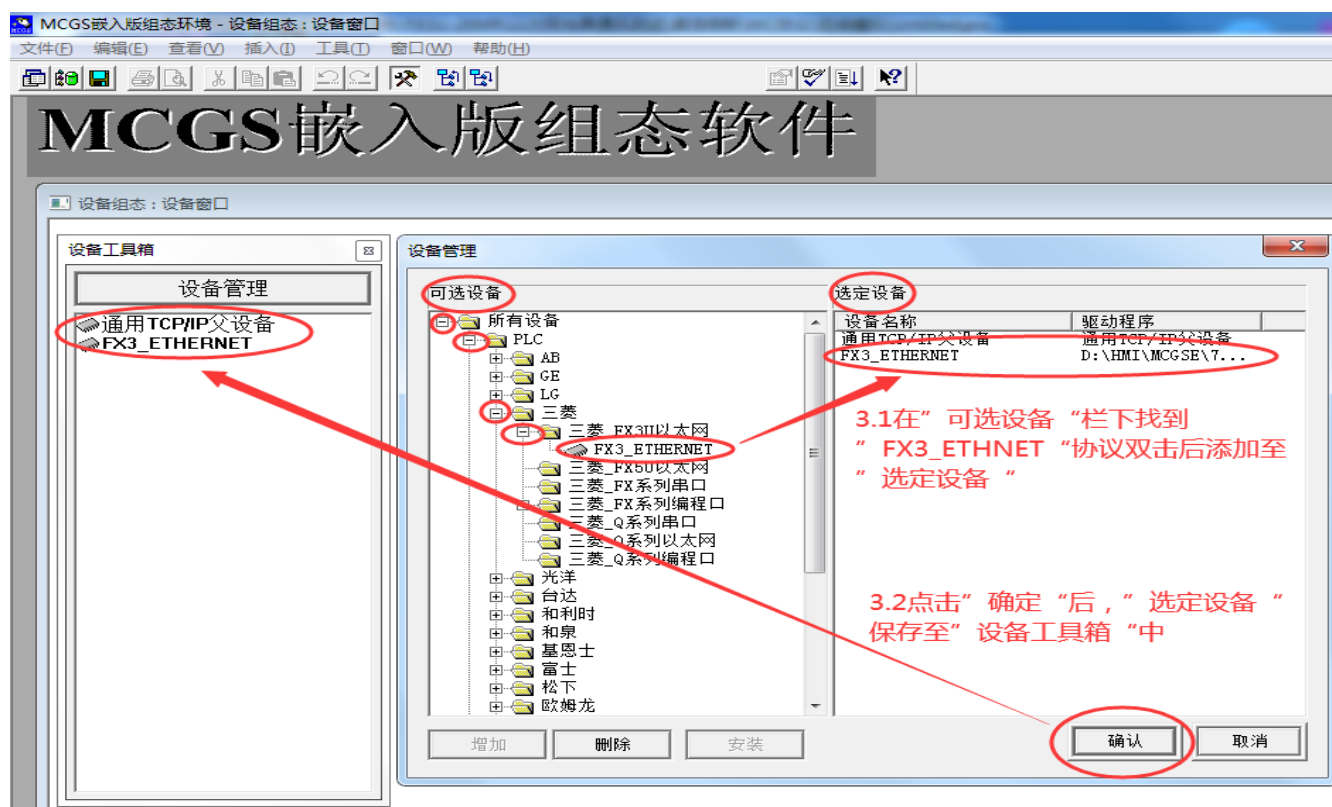 MCGS嵌入版组态环境 - 设备组态 : 设备窗口
文件(F) 编辑(E) 查看(V) 插入(I) 工具(T) 窗口(W) 帮助(H)
MCGS嵌入版组态软件
设备组态 : 设备窗口
设备工具箱
设备管理
通用TCP/IP父设备
FX3_ETHERNET
设备管理
可选设备
所有设备
PLC
AB
GE
LG
三菱
三菱_FX3U以太网
FX3_ETHERNET
三菱_FX5U以太网
三菱_FX系列串口
三菱_FX系列编程口
三菱_Q系列串口
三菱_Q系列以太网
三菱_Q系列编程口
光洋
台达
和利时
和泉
基恩士
富士
松下
欧姆龙
选定设备
设备名称 驱动程序
通用TCP/IP父设备 通用TCP/IP父设备
FX3_ETHERNET D:\HMI\MCGSE\7...
3.1在”可选设备“栏下找到
“ FX3_ETHNET “协议双击后添加至
”选定设备“
3.2点击”确定“后，”选定设备“
保存至”设备工具箱“中
增加 删除 安装 确认 取消